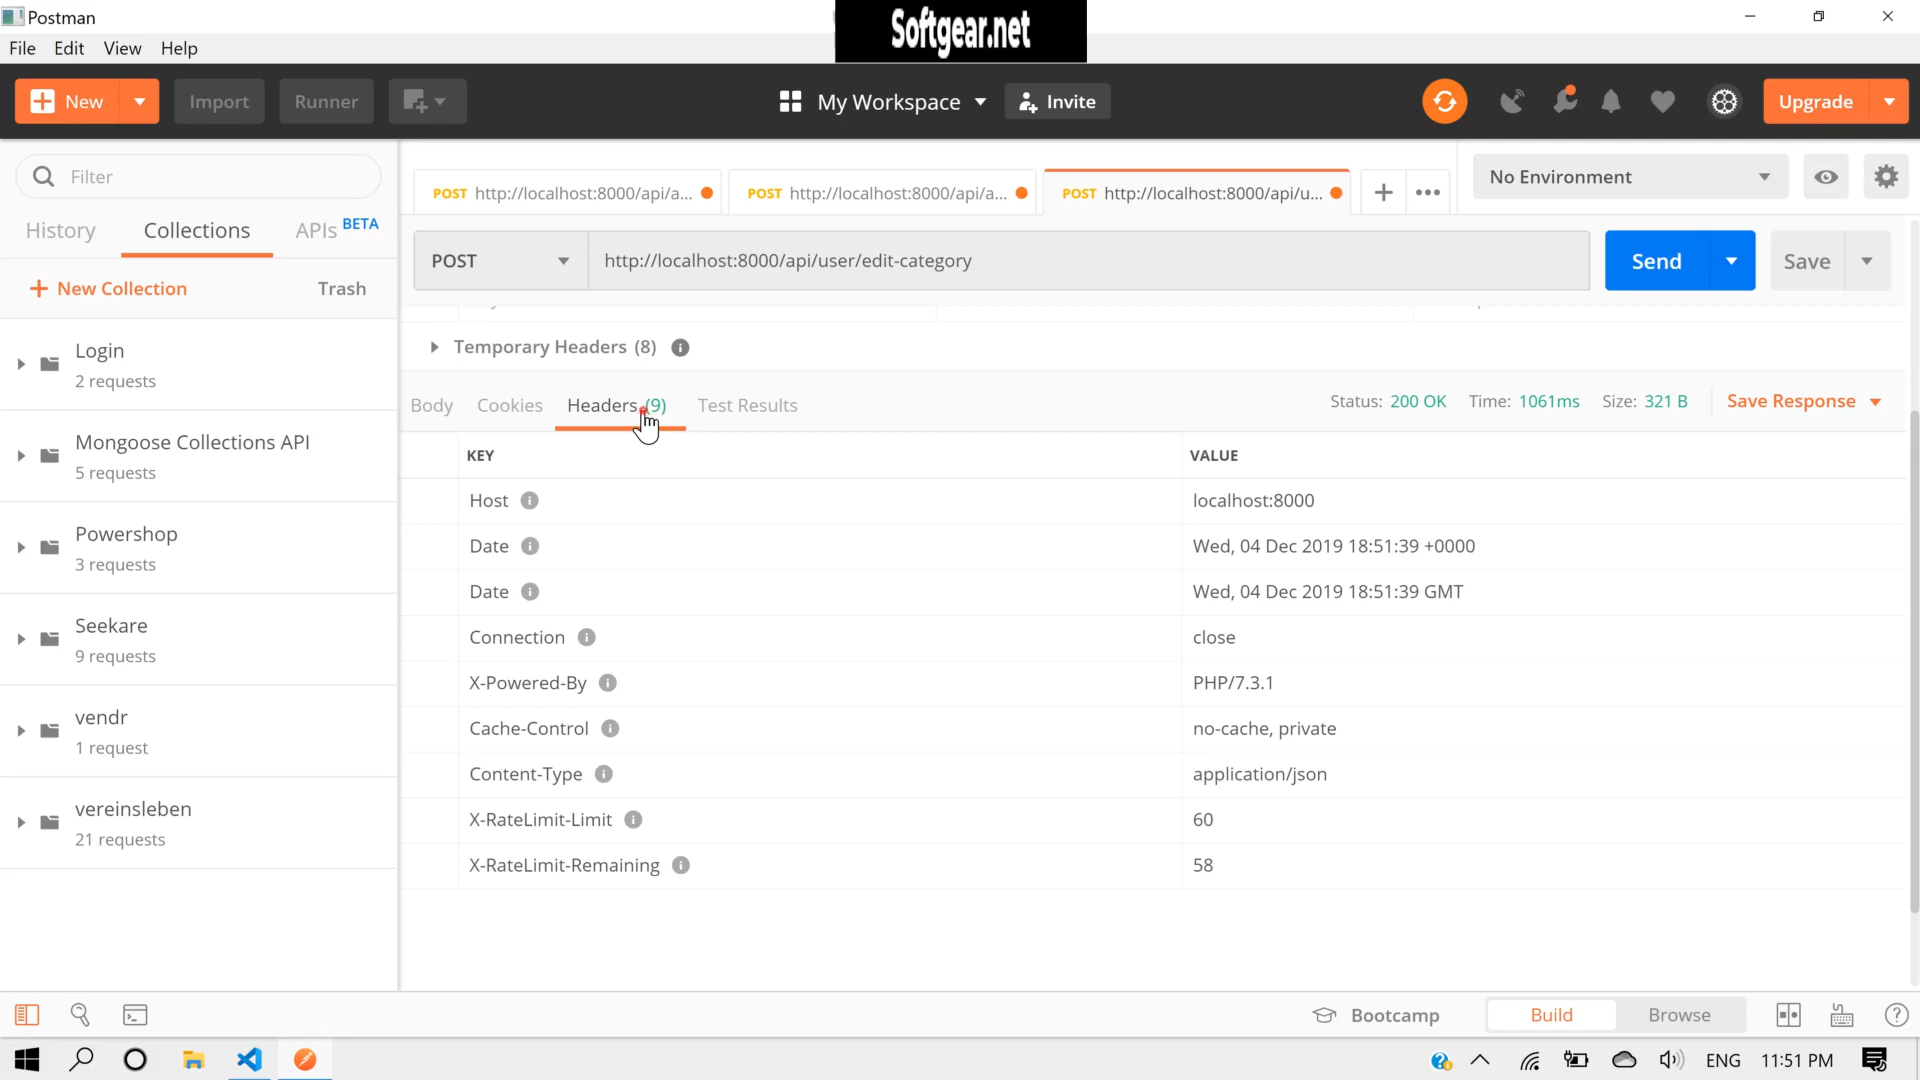 Postman
Softgear.net
File Edit View Help
New Import Runner My Workspace Invite Upgrade
Filter
History Collections APIs BETA
New Collection Trash
Login
2 requests
Mongoose Collections API
5 requests
Powershop
3 requests
Seekare
9 requests
vendr
1 request
vereinsleben
21 requests
POST http://localhost:8000/api/a... POST http://localhost:8000/api/a... POST http://localhost:8000/api/u... No Environment
POST http://localhost:8000/api/user/edit-category Send Save
Temporary Headers (8)
Body Cookies Headers (9) Test Results Status: 200 OK Time: 1061ms Size: 321 B Save Response
KEY VALUE
Host localhost:8000
Date Wed, 04 Dec 2019 18:51:39 +0000
Date Wed, 04 Dec 2019 18:51:39 GMT
Connection close
X-Powered-By PHP/7.3.1
Cache-Control no-cache, private
Content-Type application/json
X-RateLimit-Limit 60
X-RateLimit-Remaining 58
Bootcamp Build Browse
ENG 11:51 PM